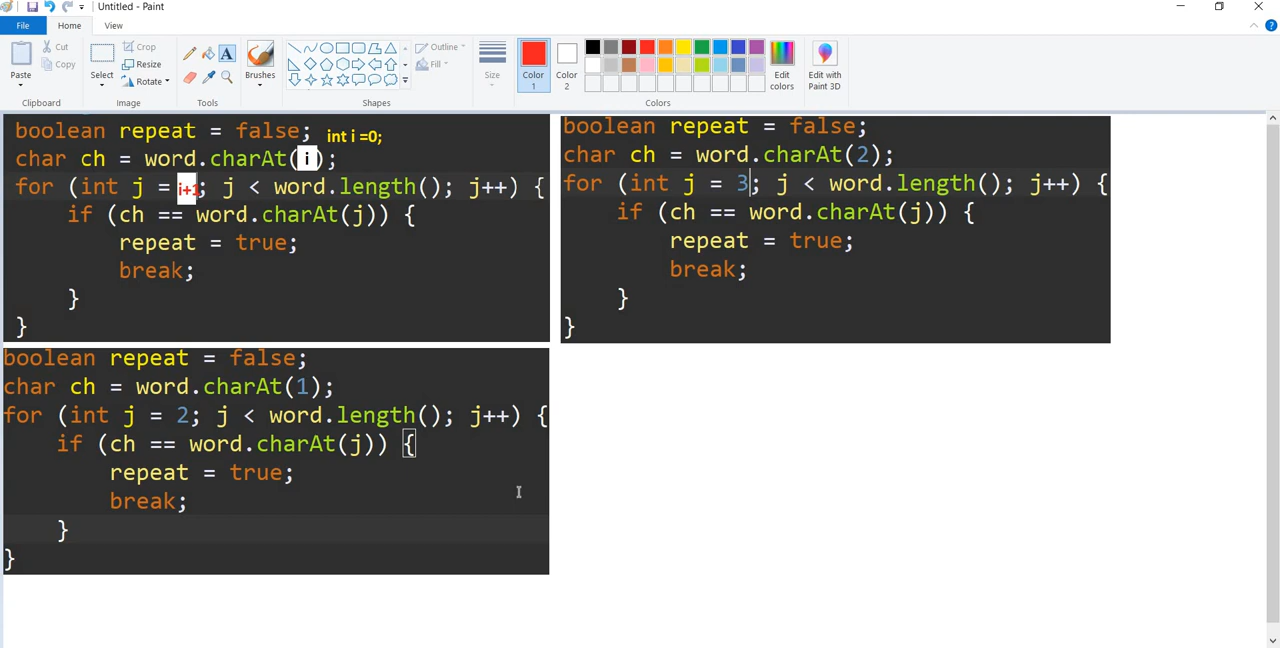 Untitled - Paint
File Home View
Paste
Cut
Copy
Clipboard
Select
Crop
Resize
Rotate
Image
A
Tools
Brushes
Outline
Fill
Shapes
Size
Color
1
Color
2
Edit
colors
Colors
Edit with
Paint 3D
boolean repeat = false; int i =0;
char ch = word.charAt(i);
for (int j = i+1; j < word.length(); j++) {
if (ch == word.charAt(j)) {
repeat = true;
break;
}
}
boolean repeat = false;
char ch = word.charAt(2);
for (int j = 3; j < word.length(); j++) {
if (ch == word.charAt(j)) {
repeat = true;
break;
}
}
boolean repeat = false;
char ch = word.charAt(1);
for (int j = 2; j < word.length(); j++) {
if (ch == word.charAt(j)) {
repeat = true;
break;
}
}